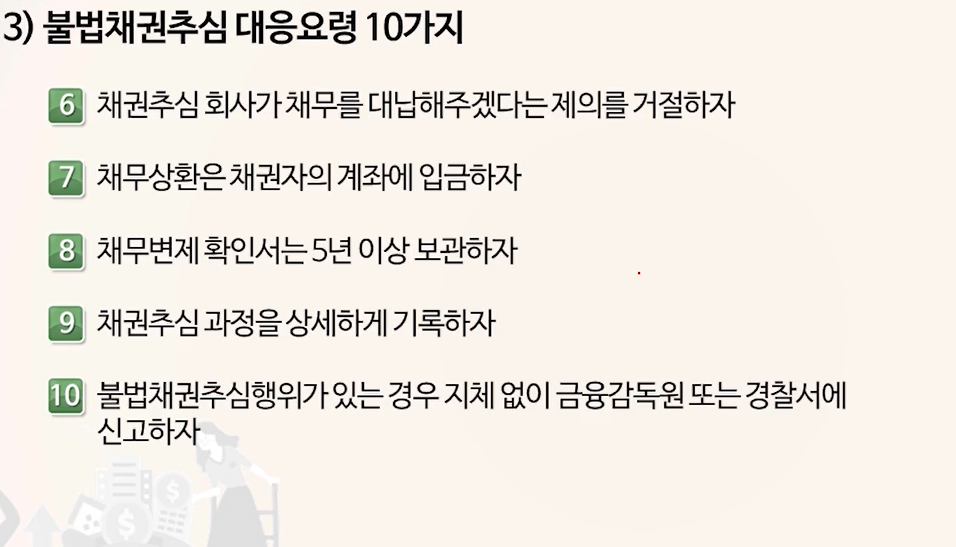 3) 불법채권추심 대응요령 10가지
6 채권추심 회사가 채무를 대납해주겠다는 제의를 거절하자
7 채무상환은 채권자의 계좌에 입금하자
8 채무변제 확인서는 5년 이상 보관하자
9 채권추심 과정을 상세하게 기록하자
10 불법채권추심행위가 있는 경우 지체 없이 금융감독원 또는 경찰서에
신고하자